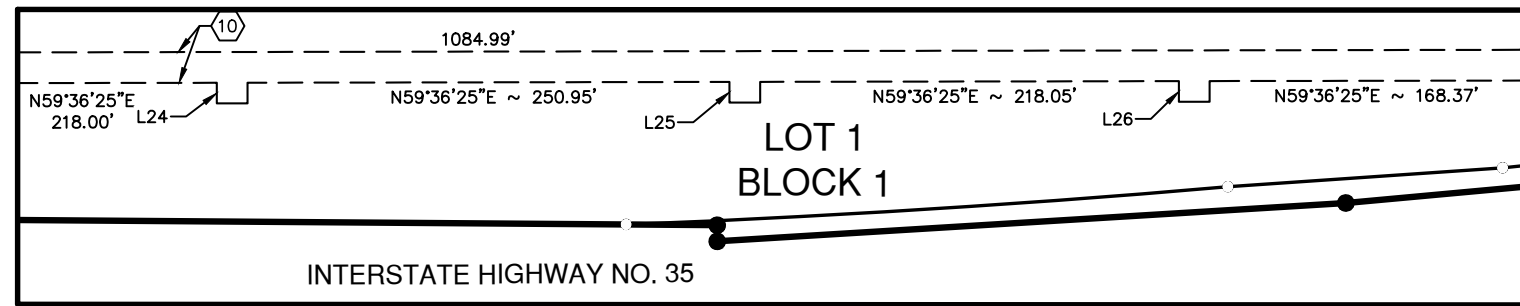 10
1084.99'
N59°36'25"E
218.00'
L24
N59°36'25"E ~ 250.95'
L25
N59°36'25"E ~ 218.05'
L26
N59°36'25"E ~ 168.37'
LOT 1
BLOCK 1
INTERSTATE HIGHWAY NO. 35